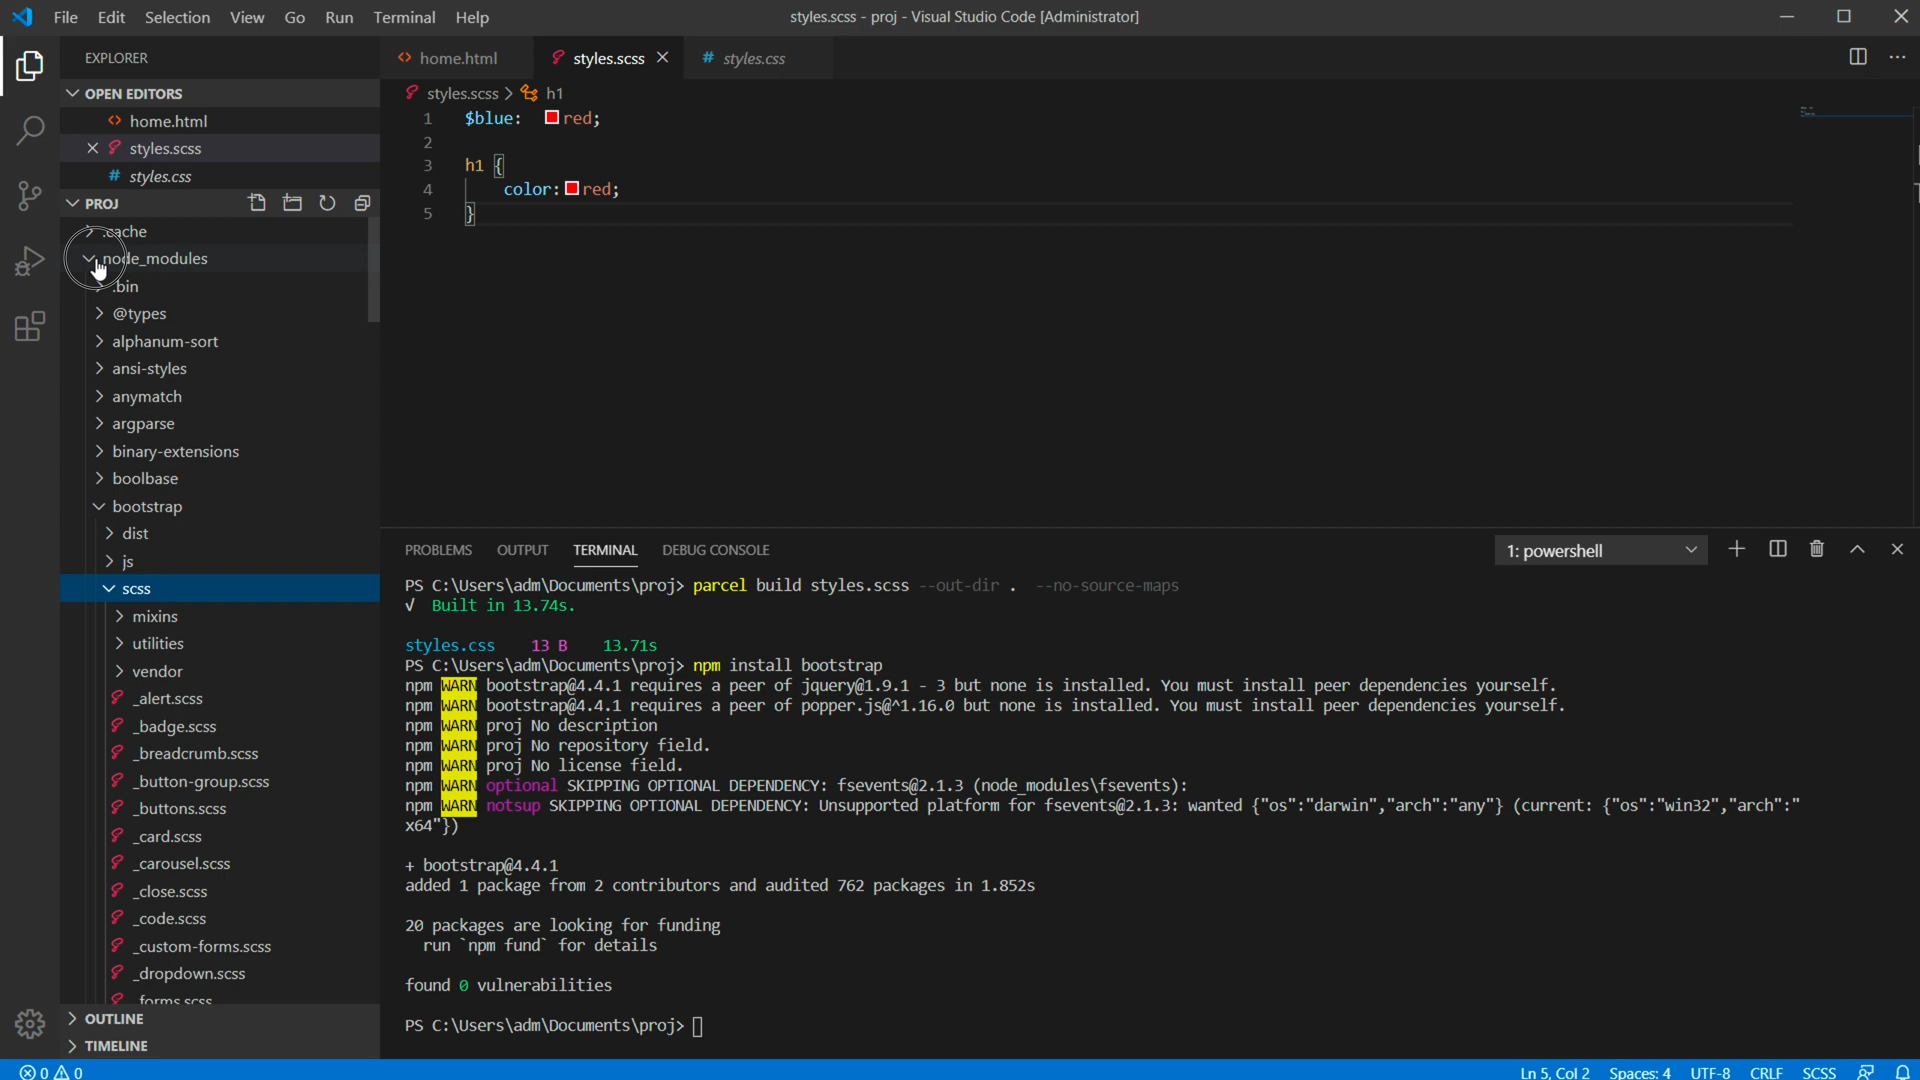 File Edit Selection View Go Run Terminal Help
styles.scss - proj - Visual Studio Code [Administrator]
EXPLORER
OPEN EDITORS
home.html
styles.scss
styles.css
PROJ
.cache
node_modules
.bin
@types
alphanum-sort
ansi-styles
anymatch
argparse
binary-extensions
boolbase
bootstrap
dist
js
scss
mixins
utilities
vendor
_alert.scss
_badge.scss
_breadcrumb.scss
_button-group.scss
_buttons.scss
_card.scss
_carousel.scss
_close.scss
_code.scss
_custom-forms.scss
_dropdown.scss
_forms.scss
OUTLINE
TIMELINE
home.html styles.scss # styles.css
styles.scss > h1
1 $blue: red;
2
3 h1 {
4 color: red;
5 }
PROBLEMS OUTPUT TERMINAL DEBUG CONSOLE
1: powershell
PS C:\Users\adm\Documents\proj> parcel build styles.scss --out-dir . --no-source-maps
√ Built in 13.74s.
styles.css 13 B 13.71s
PS C:\Users\adm\Documents\proj> npm install bootstrap
npm WARN bootstrap@4.4.1 requires a peer of jquery@1.9.1 - 3 but none is installed. You must install peer dependencies yourself.
npm WARN bootstrap@4.4.1 requires a peer of popper.js@^1.16.0 but none is installed. You must install peer dependencies yourself.
npm WARN proj No description
npm WARN proj No repository field.
npm WARN proj No license field.
npm WARN optional SKIPPING OPTIONAL DEPENDENCY: fsevents@2.1.3 (node_modules\fsevents):
npm WARN notsup SKIPPING OPTIONAL DEPENDENCY: Unsupported platform for fsevents@2.1.3: wanted {"os":"darwin","arch":"any"} (current: {"os":"win32","arch":"
x64"})
+ bootstrap@4.4.1
added 1 package from 2 contributors and audited 762 packages in 1.852s
20 packages are looking for funding
run `npm fund` for details
found 0 vulnerabilities
PS C:\Users\adm\Documents\proj>
0 0
Ln 5, Col 2 Spaces: 4 UTF-8 CRLF SCSS